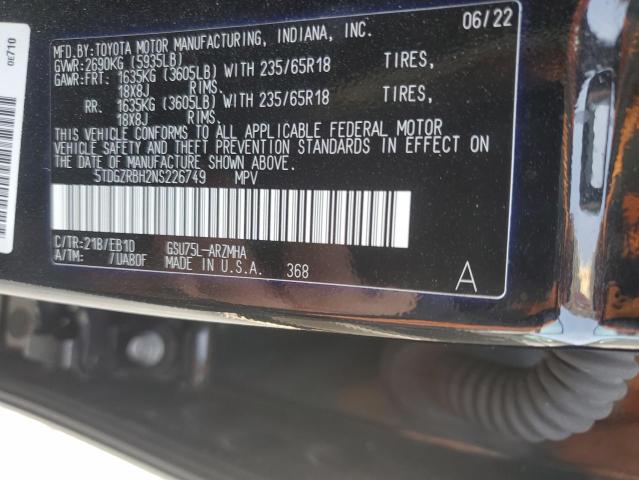 0E710
06/22
MFD.BY:TOYOTA MOTOR MANUFACTURING, INDIANA, INC.
GVWR:2690KG (5935LB)
GAWR:FRT. 1635KG (3605LB) WITH 235/65R18 TIRES,
18X8J RIMS.
RR. 1635KG (3605LB) WITH 235/65R18 TIRES,
18X8J RIMS.
THIS VEHICLE CONFORMS TO ALL APPLICABLE FEDERAL MOTOR
VEHICLE SAFETY AND THEFT PREVENTION STANDARDS IN EFFECT
ON THE DATE OF MANUFACTURE SHOWN ABOVE.
5TDGZRBH2NS226749 MPV
C/TR:218/EB10 GSU75L-ARZMHA
A/TM: /UA80F MADE IN U.S.A. 368
A